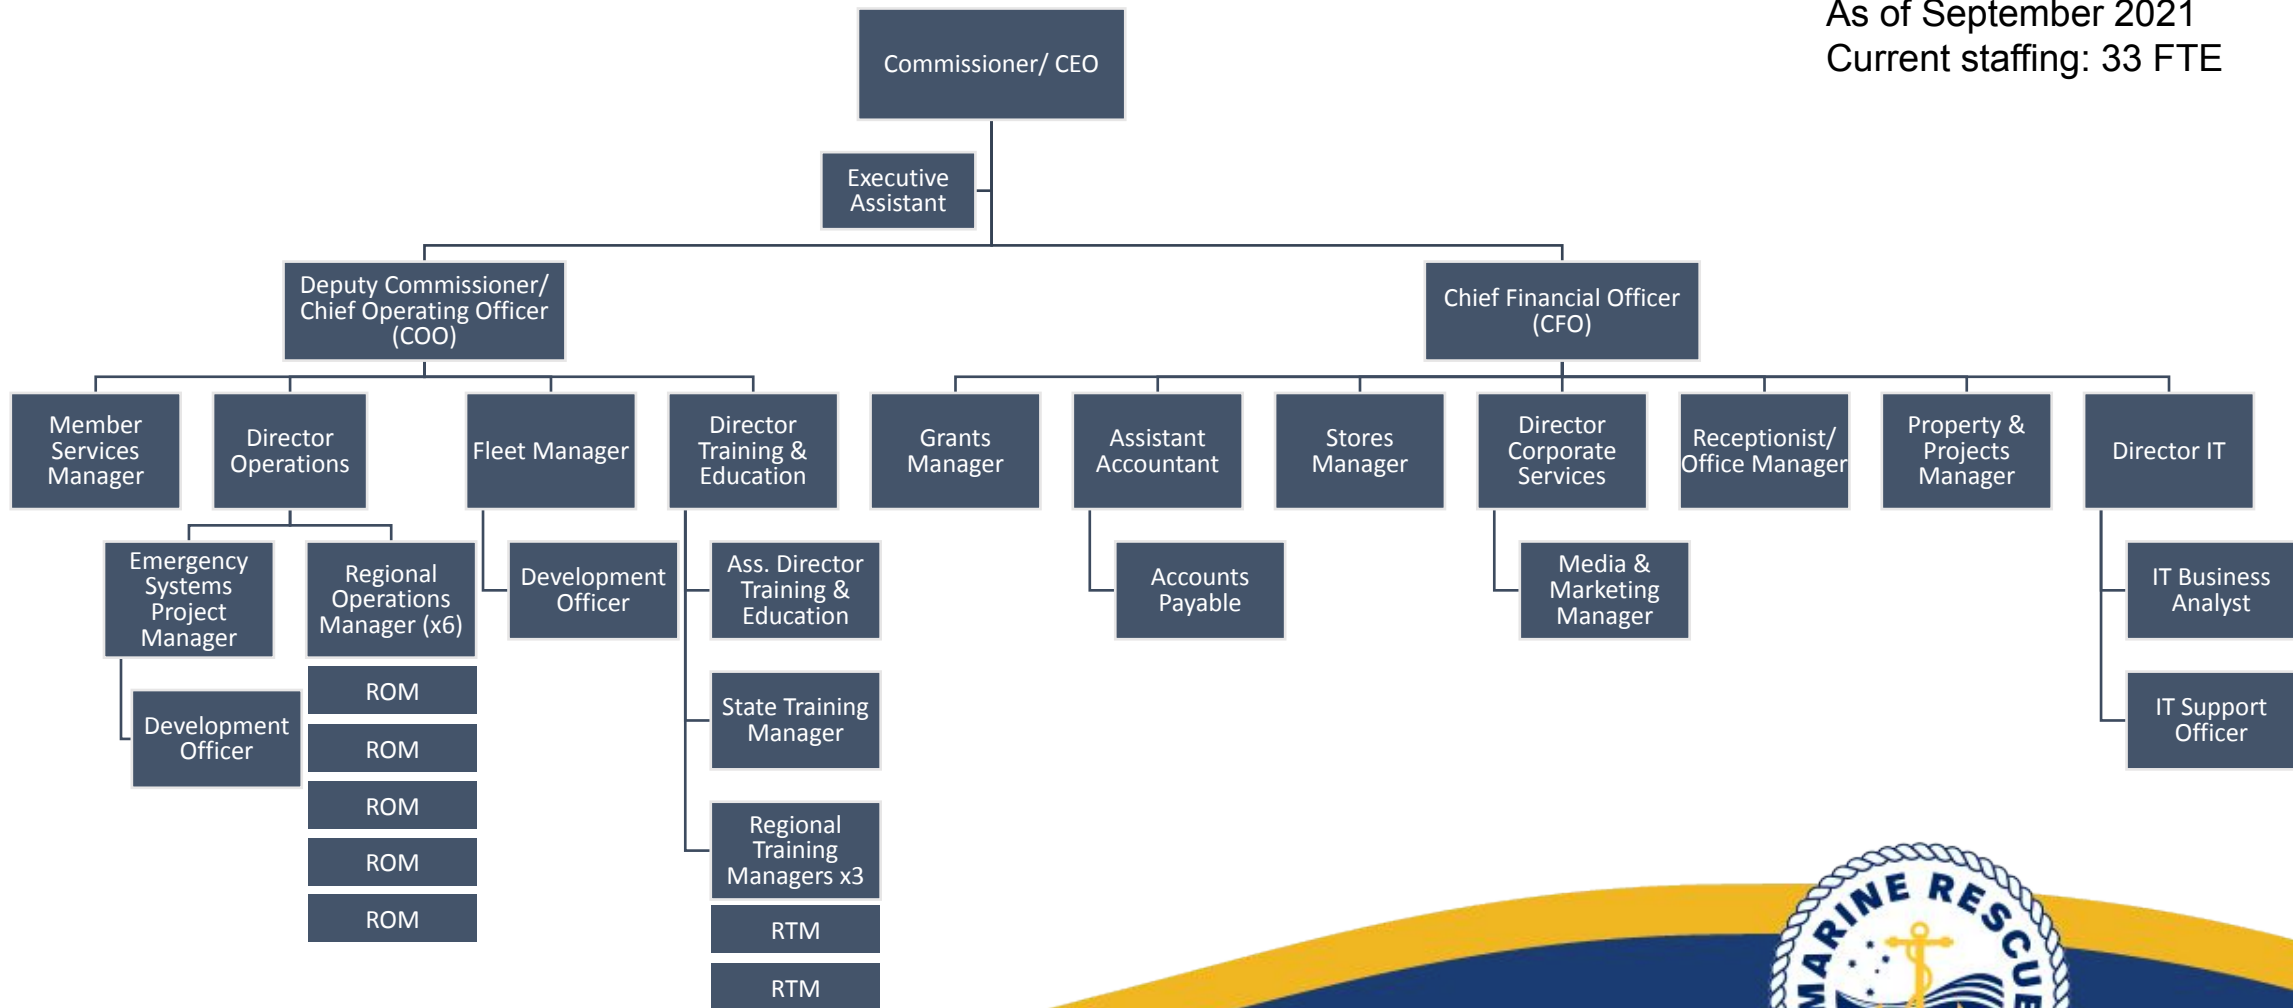 As of September 2021
Current staffing: 33 FTE
Commissioner/ CEO
Executive
Assistant
Deputy Commissioner/
Chief Operating Officer
(COO)
Chief Financial Officer
(CFO)
Member
Services
Manager
Director
Operations
Fleet Manager
Director
Training &
Education
Grants
Manager
Assistant
Accountant
Stores
Manager
Director
Corporate
Services
Receptionist/
Office Manager
Property &
Projects
Manager
Director IT
Emergency
Systems
Project
Manager
Regional
Operations
Manager (x6)
Development
Officer
Ass. Director
Training &
Education
Accounts
Payable
Media &
Marketing
Manager
IT Business
Analyst
Development
Officer
ROM
ROM
ROM
ROM
ROM
State Training
Manager
IT Support
Officer
Regional
Training
Managers x3
RTM
RTM
MARINE RESCUE